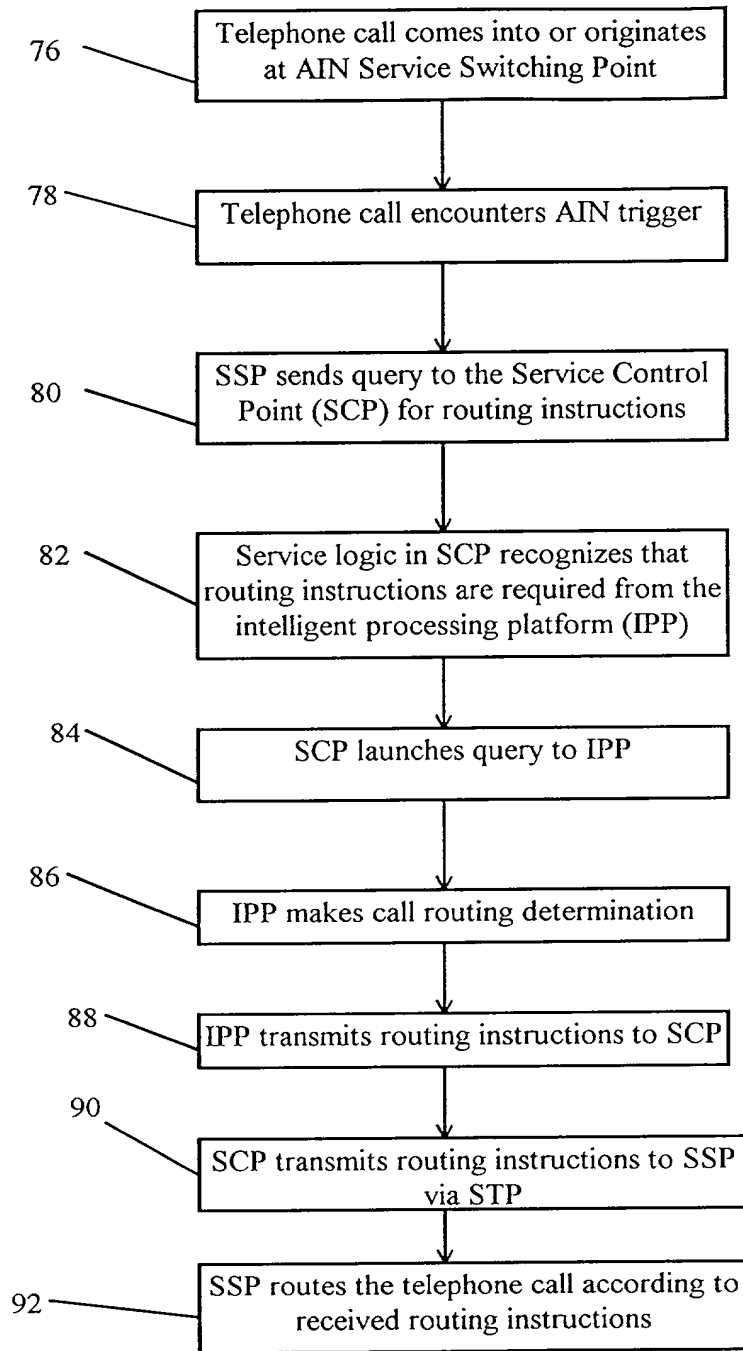 76
Telephone call comes into or originates
at AIN Service Switching Point
78
Telephone call encounters AIN trigger
80
SSP sends query to the Service Control
Point (SCP) for routing instructions
82
Service logic in SCP recognizes that
routing instructions are required from the
intelligent processing platform (IPP)
84
SCP launches query to IPP
86
IPP makes call routing determination
88
IPP transmits routing instructions to SCP
90
SCP transmits routing instructions to SSP
via STP
92
SSP routes the telephone call according to
received routing instructions